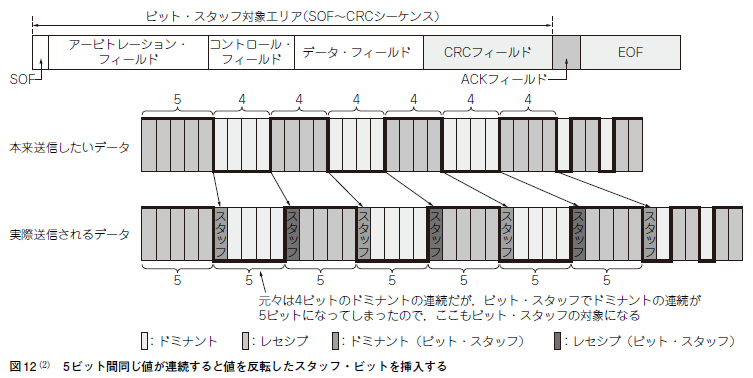 ビット・スタッフ対象エリア(SOF〜CRCシーケンス)
アービトレーション・
フィールド
コントロール・
フィールド
データ・フィールド
CRCフィールド
EOF
SOF
ACKフィールド
5 4 4 4 4 4 4
本来送信したいデータ
実際送信されるデータ
スタッフ スタッフ スタッフ スタッフ スタッフ スタッフ スタッフ
5 5 5 5 5 5 5
元々は4ビットのドミナントの連続だが,ビット・スタッフでドミナントの連続が
5ビットになってしまったので,ここもビット・スタッフの対象になる
:ドミナント :レセシブ :ドミナント(ビット・スタッフ) :レセシブ(ビット・スタッフ)
図12(2) 5ビット間同じ値が連続すると値を反転したスタッフ・ビットを挿入する